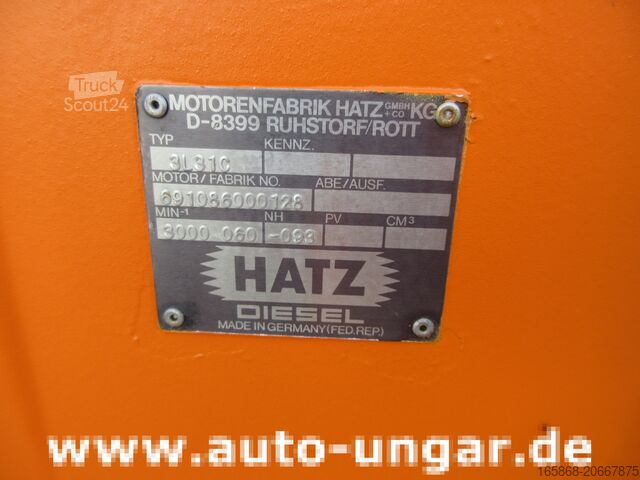 Truck
Scout24
MOTORENFABRIK HATZ GMBH +CO KG
D-8399 RUHSTORF/ROTT
TYP KENNZ.
3L31C
MOTOR/FABRIK NO. ABE/AUSF.
691086000128
MIN⁻¹ NH PV CM³
3000 060 -093
HATZ
DIESEL
MADE IN GERMANY (FED.REP.)
www.auto-ungar.de
165868-20667875